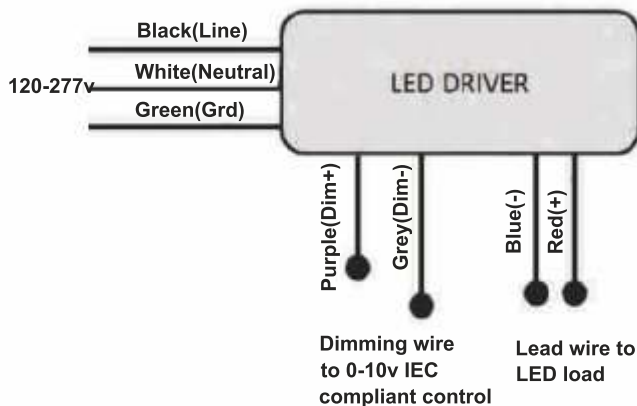 Black(Line)
120-277v
White(Neutral)
Green(Grd)
LED DRIVER
Purple(Dim+)
Grey(Dim-)
Blue(-)
Red(+)
Dimming wire
to 0-10v IEC
compliant control
Lead wire to
LED load